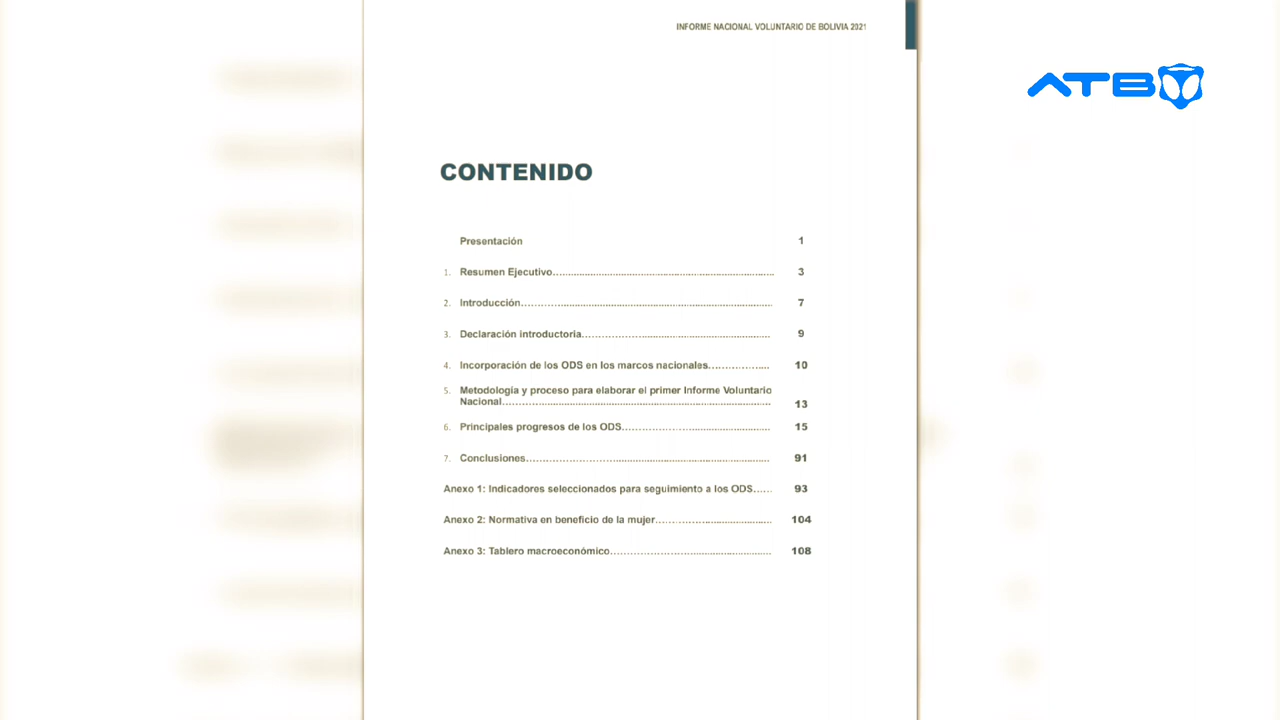 INFORME NACIONAL VOLUNTARIO DE BOLIVIA 2021
ATB
CONTENIDO
Presentación 1
1. Resumen Ejecutivo 3
2. Introducción 7
3. Declaración introductoria 9
4. Incorporación de los ODS en los marcos nacionales 10
5. Metodología y proceso para elaborar el primer Informe Voluntario
Nacional 13
6. Principales progresos de los ODS 15
7. Conclusiones 91
Anexo 1: Indicadores seleccionados para seguimiento a los ODS 93
Anexo 2: Normativa en beneficio de la mujer 104
Anexo 3: Tablero macroeconómico 108